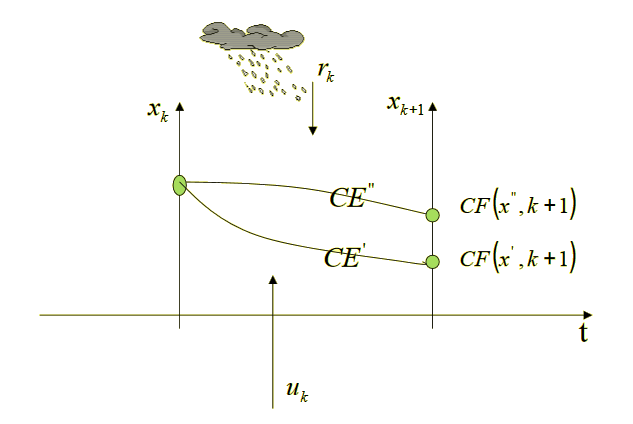 r_k
x_k
x_{k+1}
CE"
CF(x", k+1)
CE'
CF(x', k+1)
t
u_k